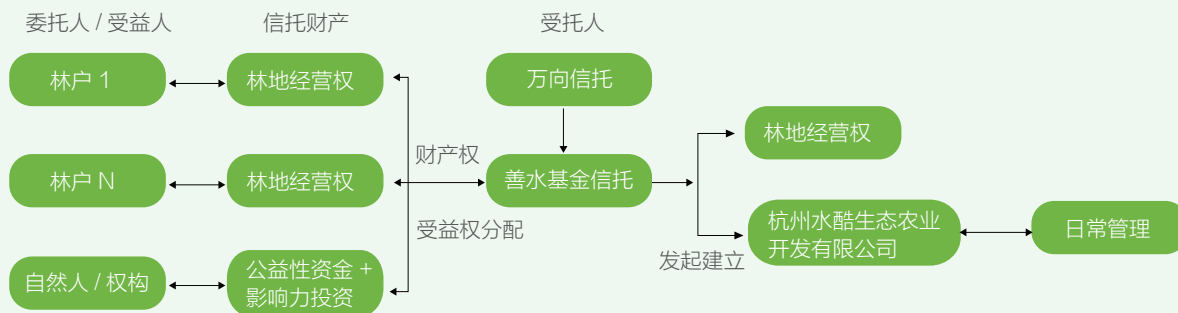 委托人 / 受益人
信托财产
受托人
林户 1
林地经营权
万向信托
林地经营权
财产权
林户 N
林地经营权
善水基金信托
受益权分配
杭州水酷生态农业
开发有限公司
日常管理
发起建立
自然人 / 权构
公益性资金 +
影响力投资